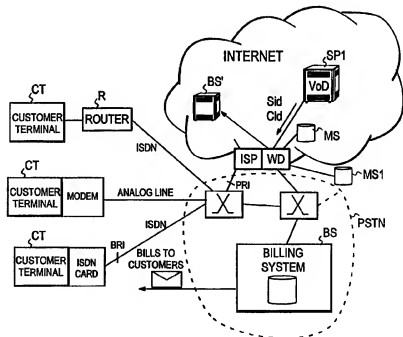 INTERNET
SP1
VoD
BS'
Sid
CId
MS
ISP
WD
MS1
CT
R
CUSTOMER
TERMINAL
ROUTER
ISDN
PRI
CT
CUSTOMER
TERMINAL
MODEM
ANALOG LINE
ISDN
PSTN
CT
BRI
CUSTOMER
TERMINAL
ISDN
CARD
BILLS TO
CUSTOMERS
BS
BILLING
SYSTEM